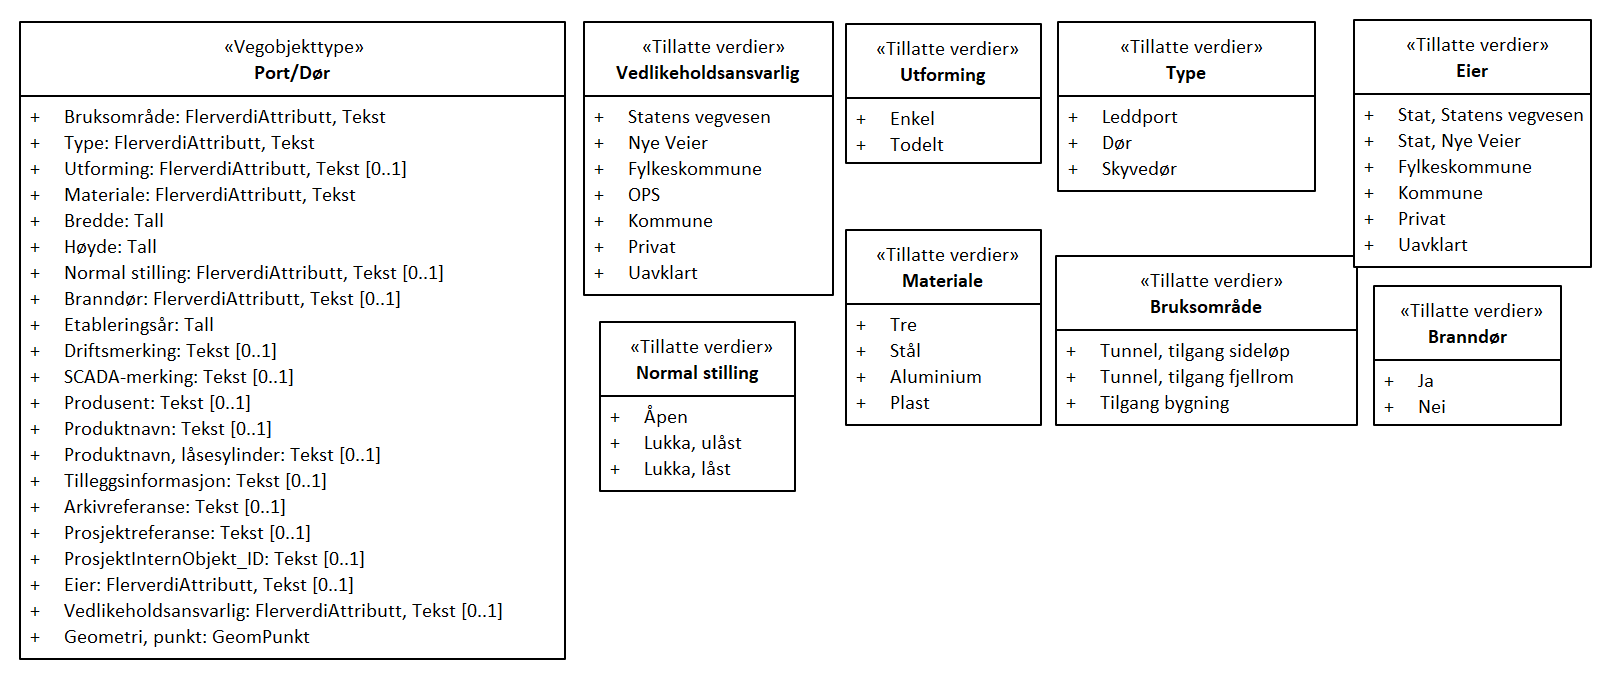 «Vegobjekttype»
Port/Dør
+ Bruksområde: FlerverdiAttributt, Tekst
+ Type: FlerverdiAttributt, Tekst
+ Utforming: FlerverdiAttributt, Tekst [0..1]
+ Materiale: FlerverdiAttributt, Tekst
+ Bredde: Tall
+ Høyde: Tall
+ Normal stilling: FlerverdiAttributt, Tekst [0..1]
+ Branndør: FlerverdiAttributt, Tekst [0..1]
+ Etableringsår: Tall
+ Driftsmerking: Tekst [0..1]
+ SCADA-merking: Tekst [0..1]
+ Produsent: Tekst [0..1]
+ Produktnavn: Tekst [0..1]
+ Produktnavn, låsesylinder: Tekst [0..1]
+ Tilleggsinformasjon: Tekst [0..1]
+ Arkivreferanse: Tekst [0..1]
+ Prosjektreferanse: Tekst [0..1]
+ ProsjektInternObjekt_ID: Tekst [0..1]
+ Eier: FlerverdiAttributt, Tekst [0..1]
+ Vedlikeholdsansvarlig: FlerverdiAttributt, Tekst [0..1]
+ Geometri, punkt: GeomPunkt
«Tillatte verdier»
Vedlikeholdsansvarlig
+ Statens vegvesen
+ Nye Veier
+ Fylkeskommune
+ OPS
+ Kommune
+ Privat
+ Uavklart
«Tillatte verdier»
Normal stilling
+ Åpen
+ Lukka, ulåst
+ Lukka, låst
«Tillatte verdier»
Utforming
+ Enkel
+ Todelt
«Tillatte verdier»
Materiale
+ Tre
+ Stål
+ Aluminium
+ Plast
«Tillatte verdier»
Type
+ Leddport
+ Dør
+ Skyvedør
«Tillatte verdier»
Bruksområde
+ Tunnel, tilgang sideløp
+ Tunnel, tilgang fjellrom
+ Tilgang bygning
«Tillatte verdier»
Eier
+ Stat, Statens vegvesen
+ Stat, Nye Veier
+ Fylkeskommune
+ Kommune
+ Privat
+ Uavklart
«Tillatte verdier»
Branndør
+ Ja
+ Nei